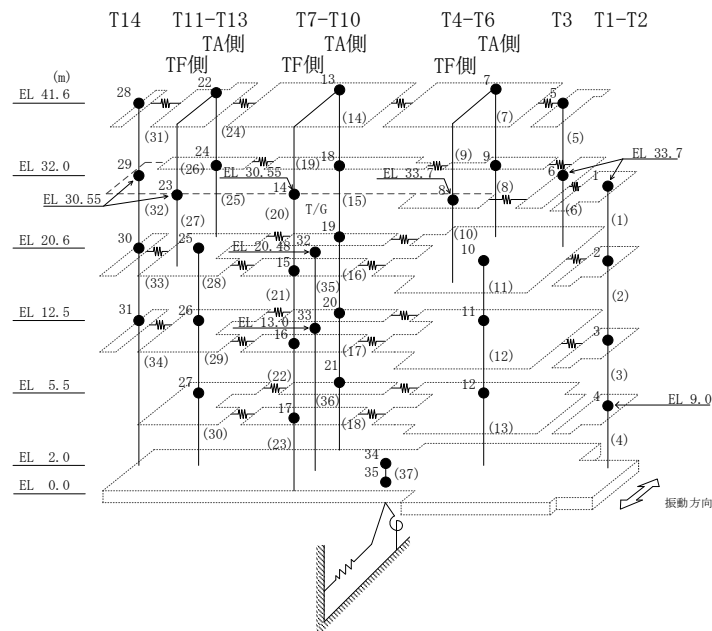 T14 T11-T13 T7-T10 T4-T6 T3 T1-T2
TA側 TA側 TA側
TF側 TF側 TF側
(m)
EL 41.6
28 22 13 7 5
(31) (24) (14) (7) (5)
EL 32.0
29 24 18 9 6 1 EL 33.7
(26) EL 30.55 (19) (9) EL 33.7
23 14 8
EL 30.55 (32) (25) (20) T/G (15) (8) (6)
(27) (10) (1)
EL 20.6
30 25 EL 20.48 32 19 10 2
15
(33) (28) (35) (16) (11)
(21) (2)
EL 12.5
31 26 EL 13.0 33 20 11 3
16
(34) (29) (17) (12)
(3)
EL 5.5
27 (22) 21 12 4 EL 9.0
(36)
17
(30) (18) (13)
(23) (4)
EL 2.0
34
EL 0.0
35 (37)
振動方向